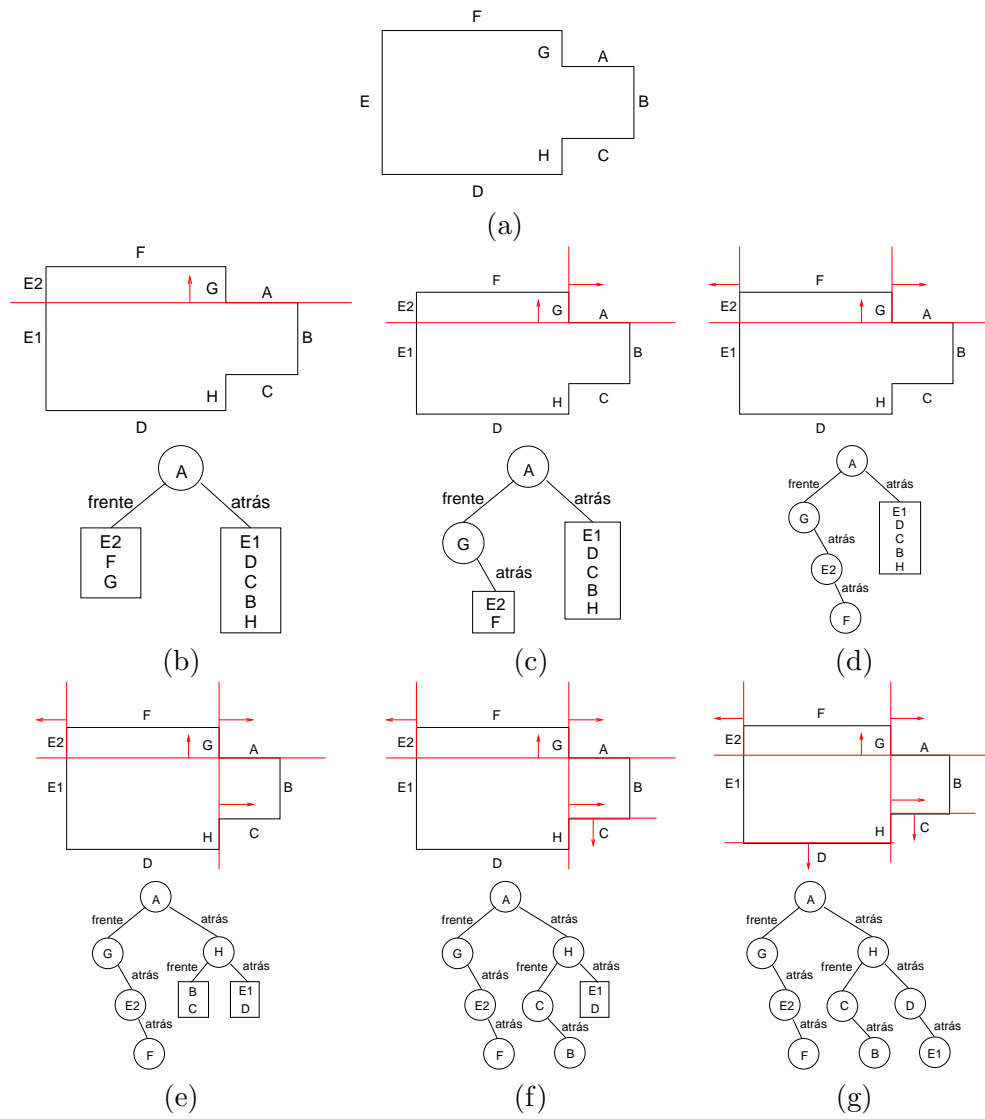 F
G
A
E
B
H
C
D
(a)
F
E2
G
A
E1
B
C
H
D
A
frente
atrás
E2
F
G
E1
D
C
B
H
(b)
F
E2
G
A
E1
B
H
C
D
A
frente
atrás
G
atrás
E2
F
E1
D
C
B
H
(c)
F
E2
G
A
E1
B
H
C
D
A
frente
atrás
G
atrás
E2
atrás
F
E1
D
C
B
H
(d)
F
E2
G
A
E1
B
H
C
D
A
frente
atrás
G
H
atrás
frente
atrás
E2
B
C
E1
D
atrás
F
(e)
F
E2
G
A
E1
B
H
C
D
A
frente
atrás
G
H
atrás
frente
atrás
E2
C
E1
D
atrás
atrás
F
B
(f)
F
E2
G
A
E1
B
H
C
D
A
frente
atrás
G
H
atrás
frente
atrás
E2
C
D
atrás
atrás
atrás
F
B
E1
(g)